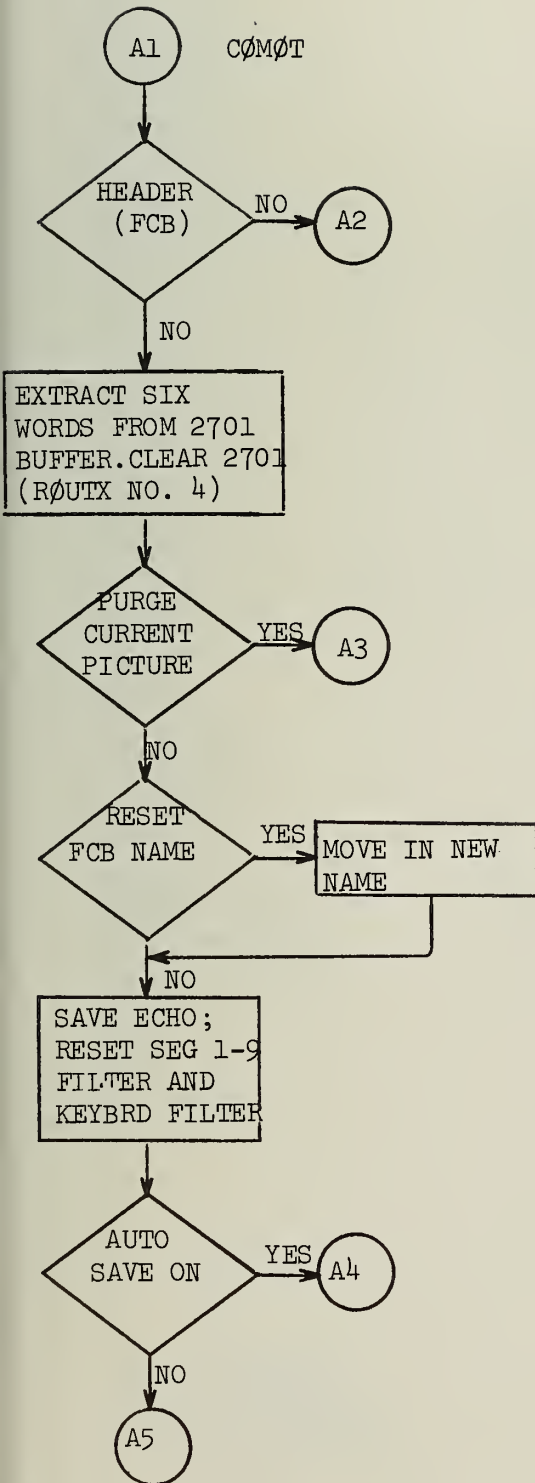 A1 CØMØT
HEADER
(FCB)
NO
A2
NO
EXTRACT SIX
WORDS FROM 2701
BUFFER.CLEAR 2701
(RØUTX NO. 4)
PURGE
CURRENT
PICTURE
YES
A3
NO
RESET
FCB NAME
YES
MOVE IN NEW
NAME
NO
SAVE ECHO;
RESET SEG 1-9
FILTER AND
KEYBRD FILTER
AUTO
SAVE ON
YES
A4
NO
A5